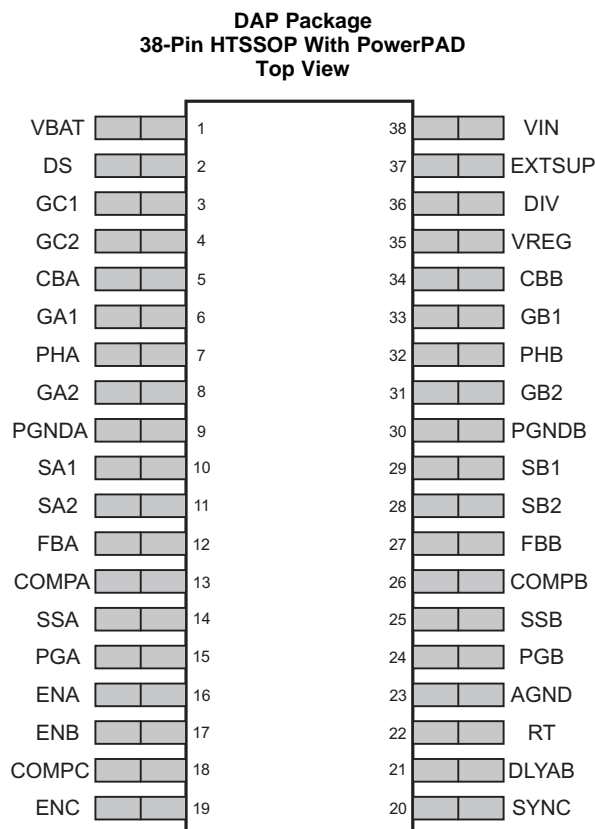 DAP Package
38-Pin HTSSOP With PowerPAD
Top View
VBAT 1 38 VIN
DS 2 37 EXTSUP
GC1 3 36 DIV
GC2 4 35 VREG
CBA 5 34 CBB
GA1 6 33 GB1
PHA 7 32 PHB
GA2 8 31 GB2
PGNDA 9 30 PGNDB
SA1 10 29 SB1
SA2 11 28 SB2
FBA 12 27 FBB
COMPA 13 26 COMPB
SSA 14 25 SSB
PGA 15 24 PGB
ENA 16 23 AGND
ENB 17 22 RT
COMPC 18 21 DLYAB
ENC 19 20 SYNC